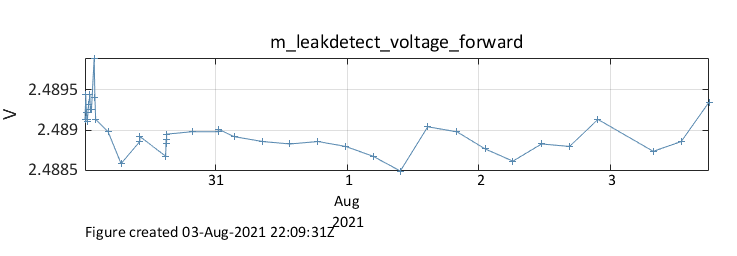 m_leakdetect_voltage_forward
2.4895
2.489
2.4885
V
31
1
2
3
Aug
2021
Figure created 03-Aug-2021 22:09:31Z